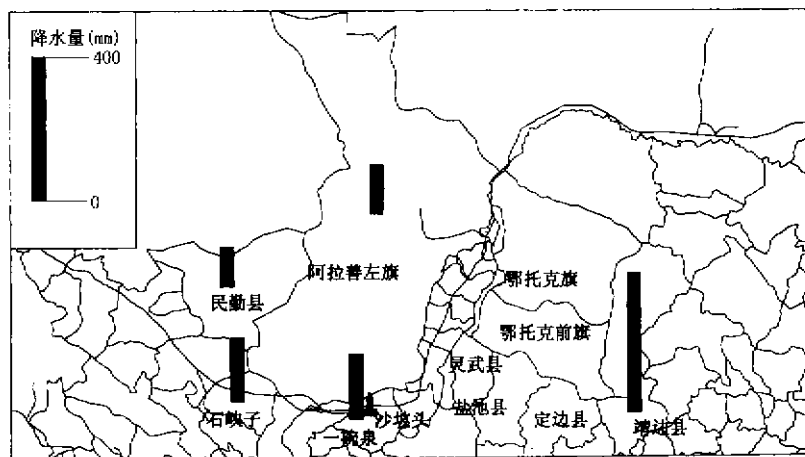 降水量(mm)
400
0
阿拉善左旗
民勤县
鄂托克旗
鄂托克前旗
灵武县
盐池县
石峡子
一碗泉
沙坡头
定边县
靖边县